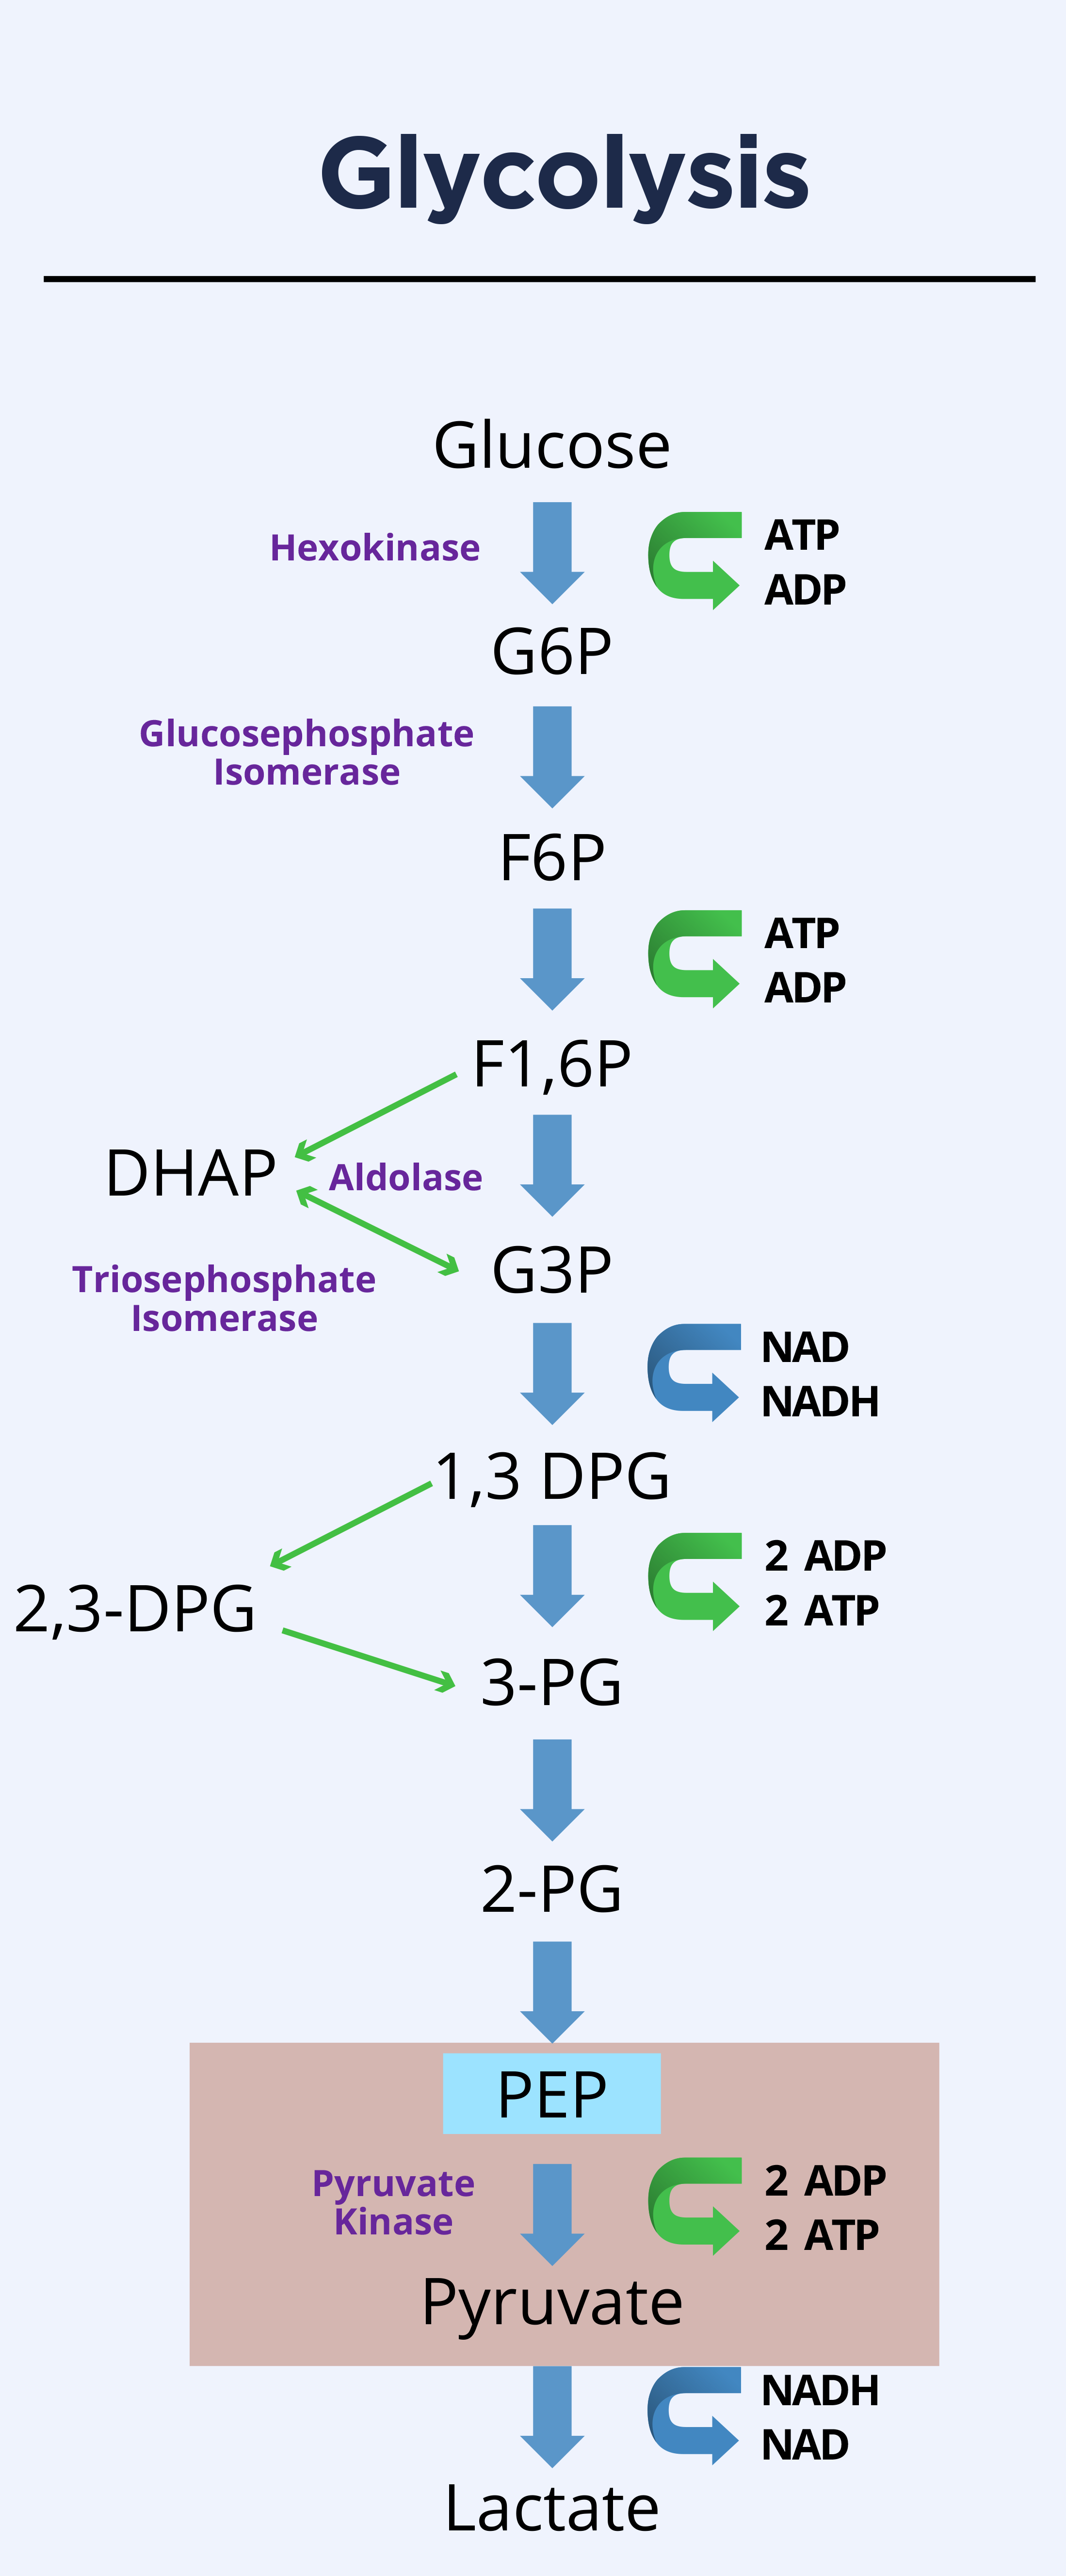 Glycolysis
Glucose
Hexokinase
ATP
ADP
G6P
Glucosephosphate
Isomerase
F6P
ATP
ADP
F1,6P
DHAP
Aldolase
G3P
Triosephosphate
Isomerase
NAD
NADH
1,3 DPG
2 ADP
2 ATP
2,3-DPG
3-PG
2-PG
PEP
Pyruvate
Kinase
2 ADP
2 ATP
Pyruvate
NADH
NAD
Lactate